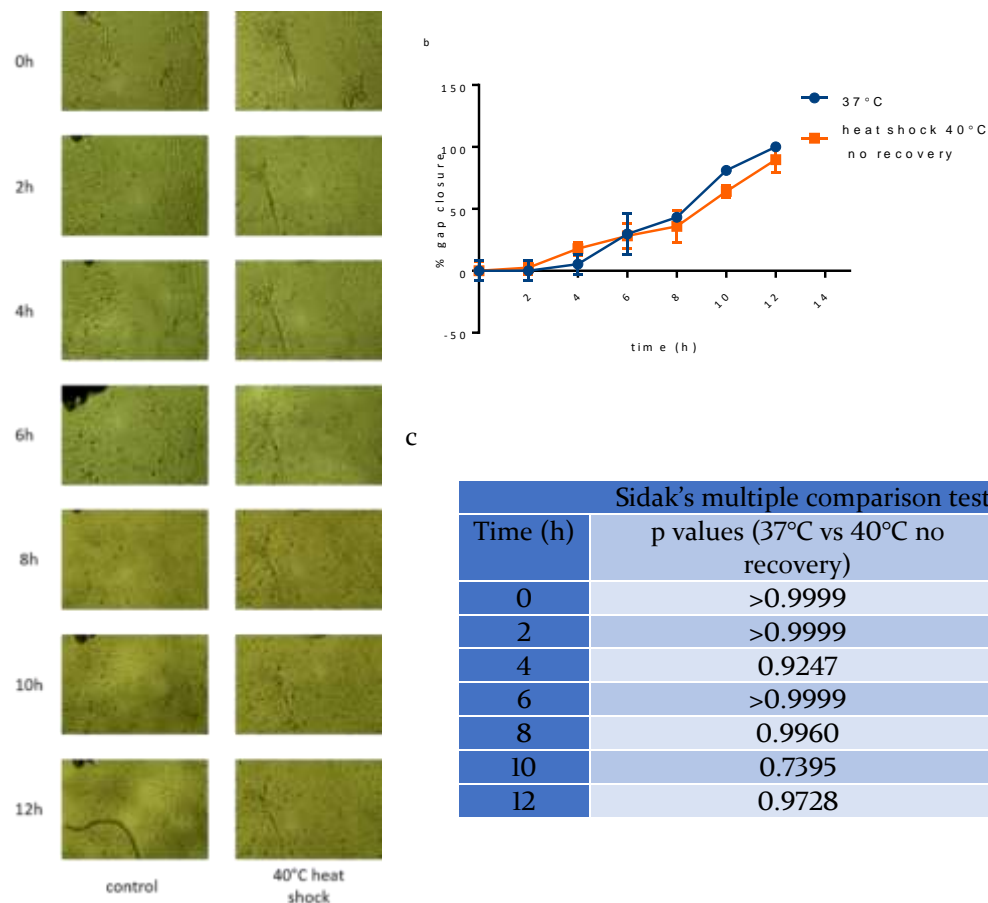 0h
2h
4h
6h
8h
10h
12h
control
40°C heat
shock
b
150
100
50
0
-50
% gap closure
2
4
6
8
10
12
14
time (h)
37°C
heat shock 40°C
no recovery
c
Sidak's multiple comparison test
Time (h)
p values (37°C vs 40°C no
recovery)
0 >0.9999
2 >0.9999
4 0.9247
6 >0.9999
8 0.9960
10 0.7395
12 0.9728